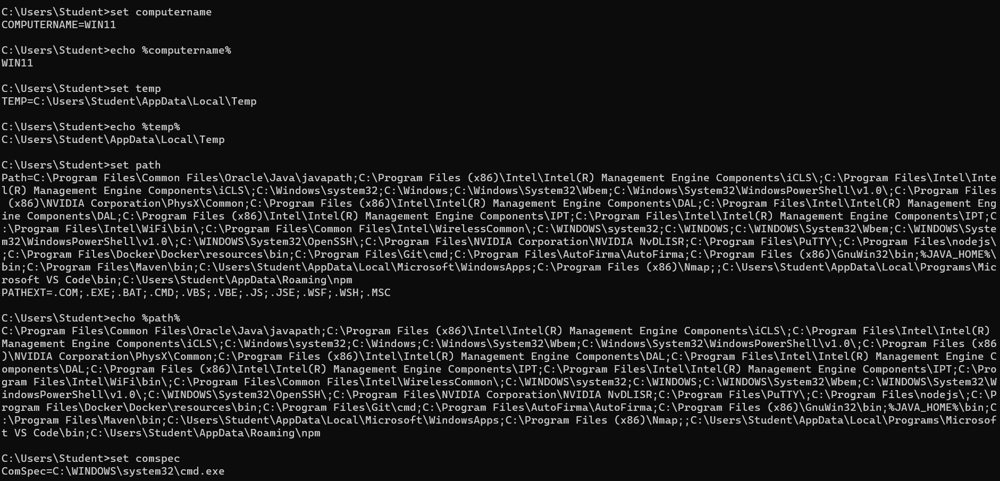 C:\Users\Student>set computername
COMPUTERNAME=WIN11
C:\Users\Student>echo %computername%
WIN11
C:\Users\Student>set temp
TEMP=C:\Users\Student\AppData\Local\Temp
C:\Users\Student>echo %temp%
C:\Users\Student\AppData\Local\Temp
C:\Users\Student>set path
Path=C:\Program Files\Common Files\Oracle\Java\javapath;C:\Program Files (x86)\Intel\Intel(R) Management Engine Components\iCLS\;C:\Program Files\Intel\Inte
l(R) Management Engine Components\iCLS\;C:\Windows\system32;C:\Windows;C:\Windows\System32\Wbem;C:\Windows\System32\WindowsPowerShell\v1.0\;C:\Program Files
 (x86)\NVIDIA Corporation\PhysX\Common;C:\Program Files (x86)\Intel\Intel(R) Management Engine Components\DAL;C:\Program Files\Intel\Intel(R) Management Eng
ine Components\DAL;C:\Program Files (x86)\Intel\Intel(R) Management Engine Components\IPT;C:\Program Files\Intel\Intel(R) Management Engine Components\IPT;C
:\Program Files\Intel\WiFi\bin\;C:\Program Files\Common Files\Intel\WirelessCommon\;C:\WINDOWS\system32;C:\WINDOWS;C:\WINDOWS\System32\Wbem;C:\WINDOWS\Syste
m32\WindowsPowerShell\v1.0\;C:\WINDOWS\System32\OpenSSH\;C:\Program Files\NVIDIA Corporation\NVIDIA NvDLISR;C:\Program Files\PuTTY\;C:\Program Files\nodejs\
;C:\Program Files\Docker\Docker\resources\bin;C:\Program Files\Git\cmd;C:\Program Files\AutoFirma\AutoFirma;C:\Program Files (x86)\GnuWin32\bin;%JAVA_HOME%\
bin;C:\Program Files\Maven\bin;C:\Users\Student\AppData\Local\Microsoft\WindowsApps;C:\Program Files (x86)\Nmap;;C:\Users\Student\AppData\Local\Programs\Mic
rosoft VS Code\bin;C:\Users\Student\AppData\Roaming\npm
PATHEXT=.COM;.EXE;.BAT;.CMD;.VBS;.VBE;.JS;.JSE;.WSF;.WSH;.MSC
C:\Users\Student>echo %path%
C:\Program Files\Common Files\Oracle\Java\javapath;C:\Program Files (x86)\Intel\Intel(R) Management Engine Components\iCLS\;C:\Program Files\Intel\Intel(R)
Management Engine Components\iCLS\;C:\Windows\system32;C:\Windows;C:\Windows\System32\Wbem;C:\Windows\System32\WindowsPowerShell\v1.0\;C:\Program Files (x86
)\NVIDIA Corporation\PhysX\Common;C:\Program Files (x86)\Intel\Intel(R) Management Engine Components\DAL;C:\Program Files\Intel\Intel(R) Management Engine C
omponents\DAL;C:\Program Files (x86)\Intel\Intel(R) Management Engine Components\IPT;C:\Program Files\Intel\Intel(R) Management Engine Components\IPT;C:\Pro
gram Files\Intel\WiFi\bin\;C:\Program Files\Common Files\Intel\WirelessCommon\;C:\WINDOWS\system32;C:\WINDOWS;C:\WINDOWS\System32\Wbem;C:\WINDOWS\System32\W
indowsPowerShell\v1.0\;C:\WINDOWS\System32\OpenSSH\;C:\Program Files\NVIDIA Corporation\NVIDIA NvDLISR;C:\Program Files\PuTTY\;C:\Program Files\nodejs\;C:\P
rogram Files\Docker\Docker\resources\bin;C:\Program Files\Git\cmd;C:\Program Files\AutoFirma\AutoFirma;C:\Program Files (x86)\GnuWin32\bin;%JAVA_HOME%\bin;C
:\Program Files\Maven\bin;C:\Users\Student\AppData\Local\Microsoft\WindowsApps;C:\Program Files (x86)\Nmap;;C:\Users\Student\AppData\Local\Programs\Microsof
t VS Code\bin;C:\Users\Student\AppData\Roaming\npm
C:\Users\Student>set comspec
ComSpec=C:\WINDOWS\system32\cmd.exe